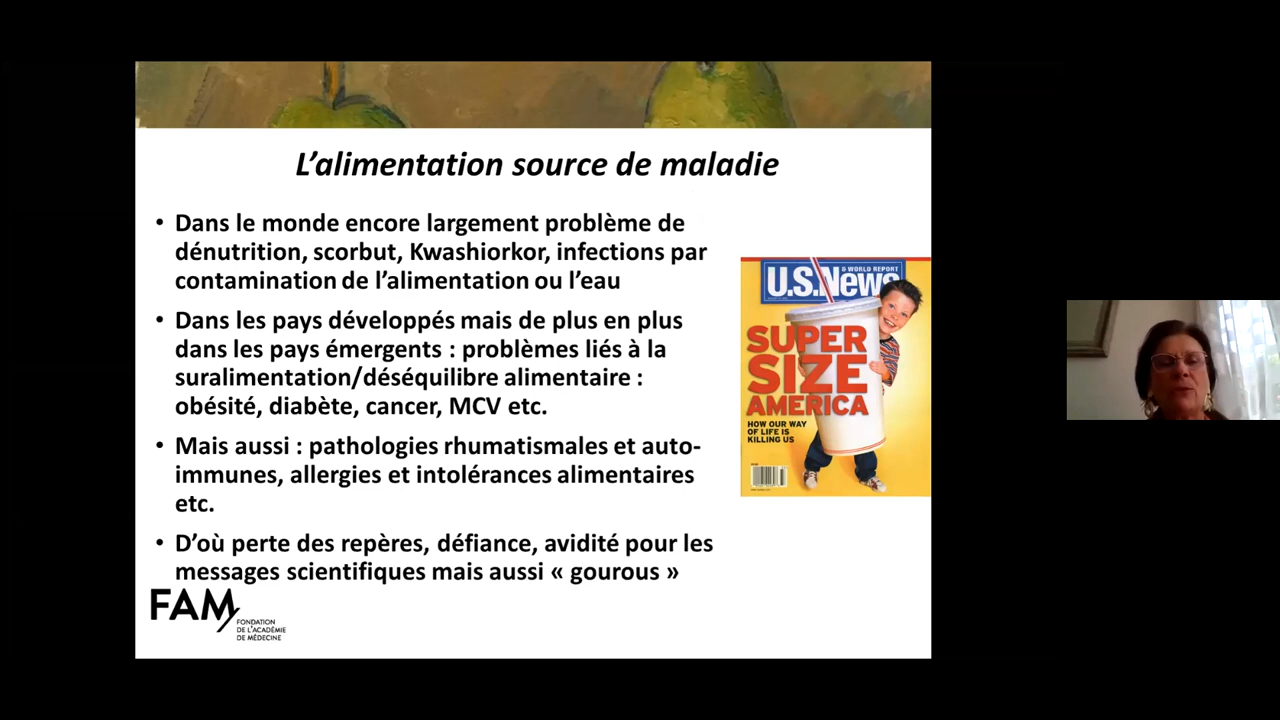 L’alimentation source de maladie
• Dans le monde encore largement problème de
dénutrition, scorbut, Kwashiorkor, infections par
contamination de l’alimentation ou l’eau
• Dans les pays développés mais de plus en plus
dans les pays émergents : problèmes liés à la
suralimentation/déséquilibre alimentaire :
obésité, diabète, cancer, MCV etc.
• Mais aussi : pathologies rhumatismales et auto-
immunes, allergies et intolérances alimentaires
etc.
• D’où perte des repères, défiance, avidité pour les
messages scientifiques mais aussi « gourous »
& WORLD REPORT
U.S.News
SUPER
SIZE
AMERICA
HOW OUR WAY
OF LIFE IS
KILLING US
FAM
FONDATION
DE L’ACADÉMIE
DE MÉDECINE